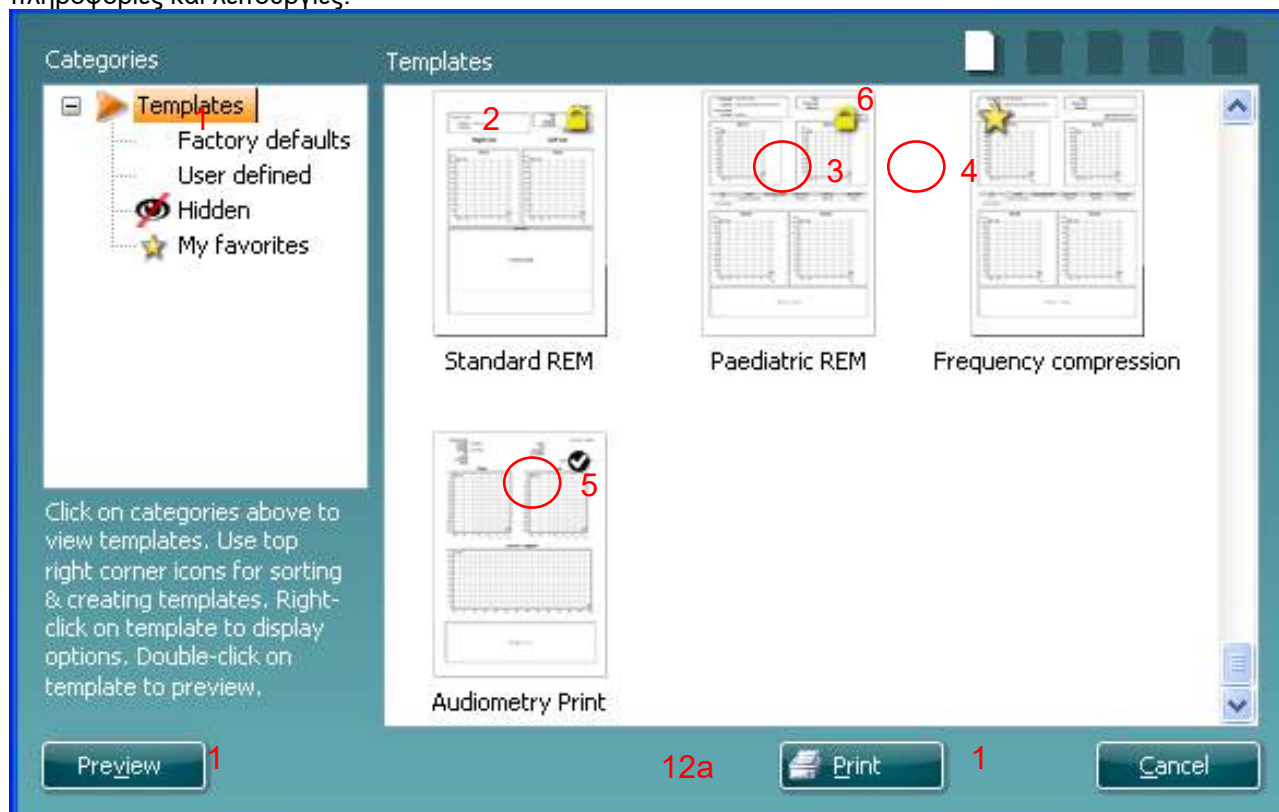 πληροφορίες και λειτουργίες.
Categories
Templates
Templates
1
Factory defaults
User defined
Hidden
My favorites
2
6
3
4
Standard REM
Paediatric REM
Frequency compression
5
Audiometry Print
Click on categories above to
view templates. Use top
right corner icons for sorting
& creating templates. Right-
click on template to display
options. Double-click on
template to preview.
Preview
1
12a
Print
1
Cancel